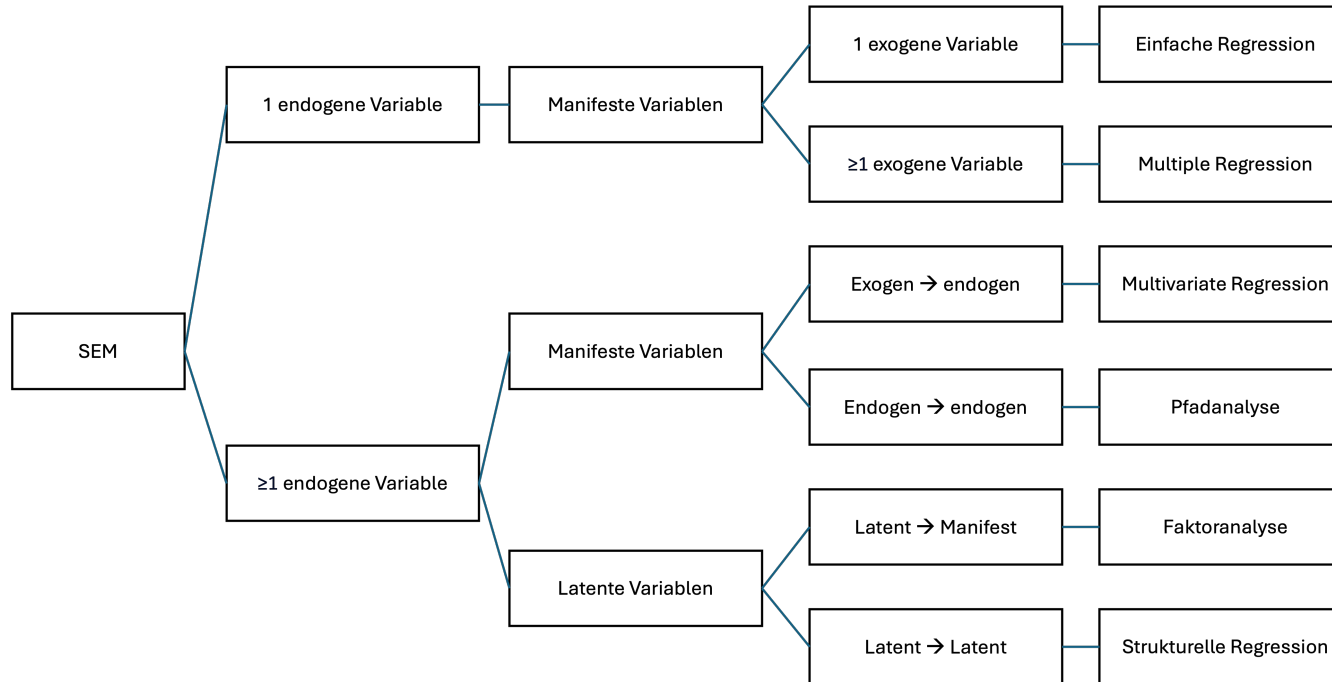 1 exogene Variable
Einfache Regression
1 endogene Variable
Manifeste Variablen
≥1 exogene Variable
Multiple Regression
Exogen → endogen
Multivariate Regression
SEM
Manifeste Variablen
Endogen → endogen
Pfadanalyse
≥1 endogene Variable
Latent → Manifest
Faktoranalyse
Latente Variablen
Latent → Latent
Strukturelle Regression